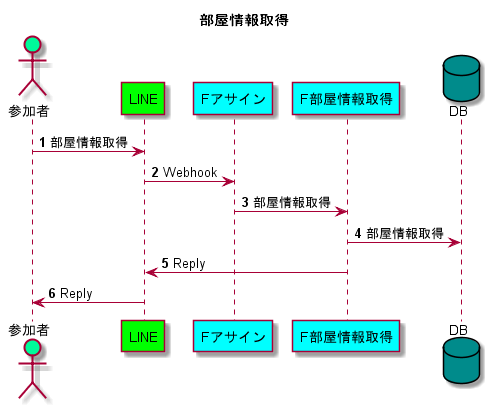 部屋情報取得
参加者
LINE
Fアサイン
F部屋情報取得
DB
1 部屋情報取得
2 Webhook
3 部屋情報取得
4 部屋情報取得
5 Reply
6 Reply
参加者
LINE
Fアサイン
F部屋情報取得
DB